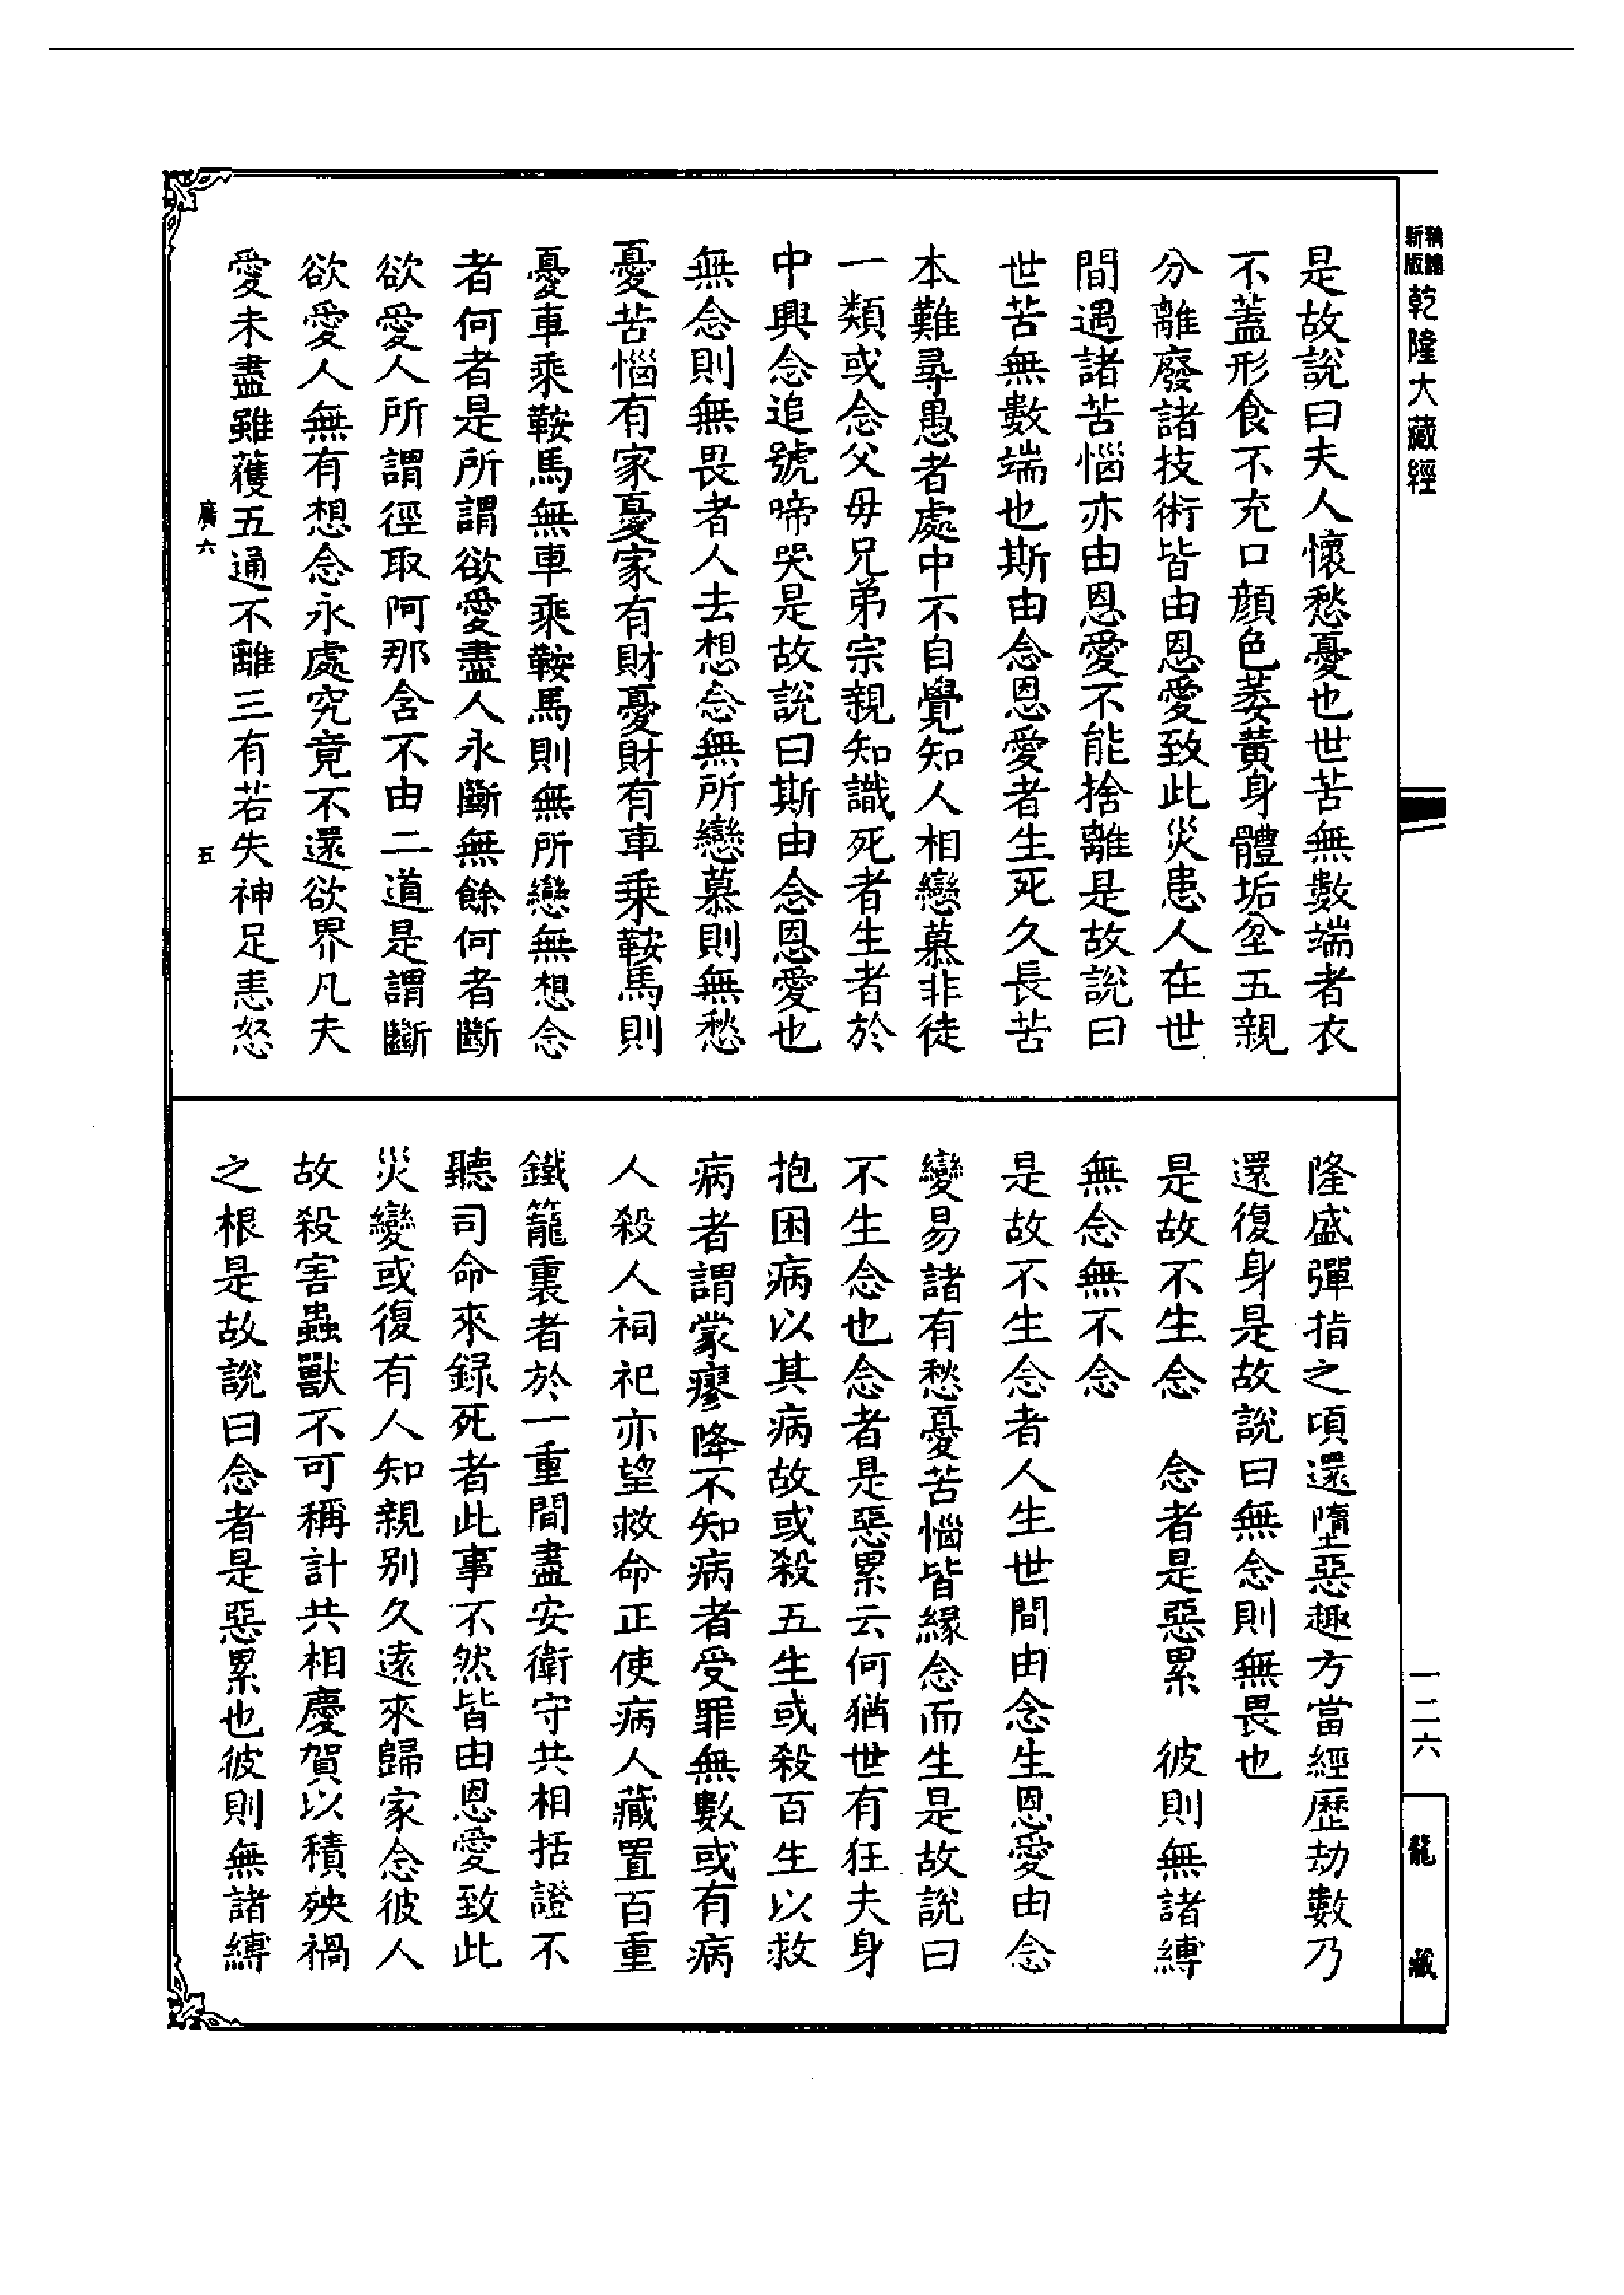 新版
乾隆大藏經
是故說曰夫人懷愁憂也世苦無數端者衣
不蓋形食不充口顔色萎黄身體垢坌五親
分離廢諸技術皆由恩愛致此災患人在世
間遇諸苦惱亦由恩愛不能捨離是故說曰
世苦無數端也斯由念恩愛者生死久長苦
本難尋愚者處中不自覺知人相戀慕非徒
一類或念父母兄弟宗親知識死者生者於
中興念追號啼哭是故說曰斯由念恩愛也
無念則無畏者人去想念無所戀慕則無愁
憂苦惱有家憂家有財憂財有車乗鞍馬則
憂車乘鞍馬無車乘鞍馬則無所戀無想念
者何者是所謂欲愛盡人永斷無餘何者斷
欲愛人所謂徑取阿那含不由二道是謂斷
欲愛人無有想念永處究竟不還欲界凡夫
愛未盡雖獲五通不離三有若失神足恚怒
廣六
五
隆盛彈指之頃還墮惡趣方當經歷劫數乃
還復身是故說曰無念則無畏也
是故不生念　念者是惡累　彼則無諸縛
無念無不念
是故不生念者人生世間由念生恩愛由念
變易諸有愁憂苦惱皆緣念而生是故說曰
不生念也念者是惡累云何猶世有狂夫身
抱困病以其病故或殺五生或殺百生以救
病者謂蒙瘳降不知病者受罪無數或有病
人殺人祠祀亦望救命正使病人藏置百重
鐵籠裏者於一重間盡安衛守共相括證不
聽司命來録死者此事不然皆由恩愛致此
災變或復有人知親别久遠來歸家念彼人
故殺害蟲獸不可稱計共相慶賀以積殃禍
之根是故說曰念者是惡累也彼則無諸縛
一二六
龍藏